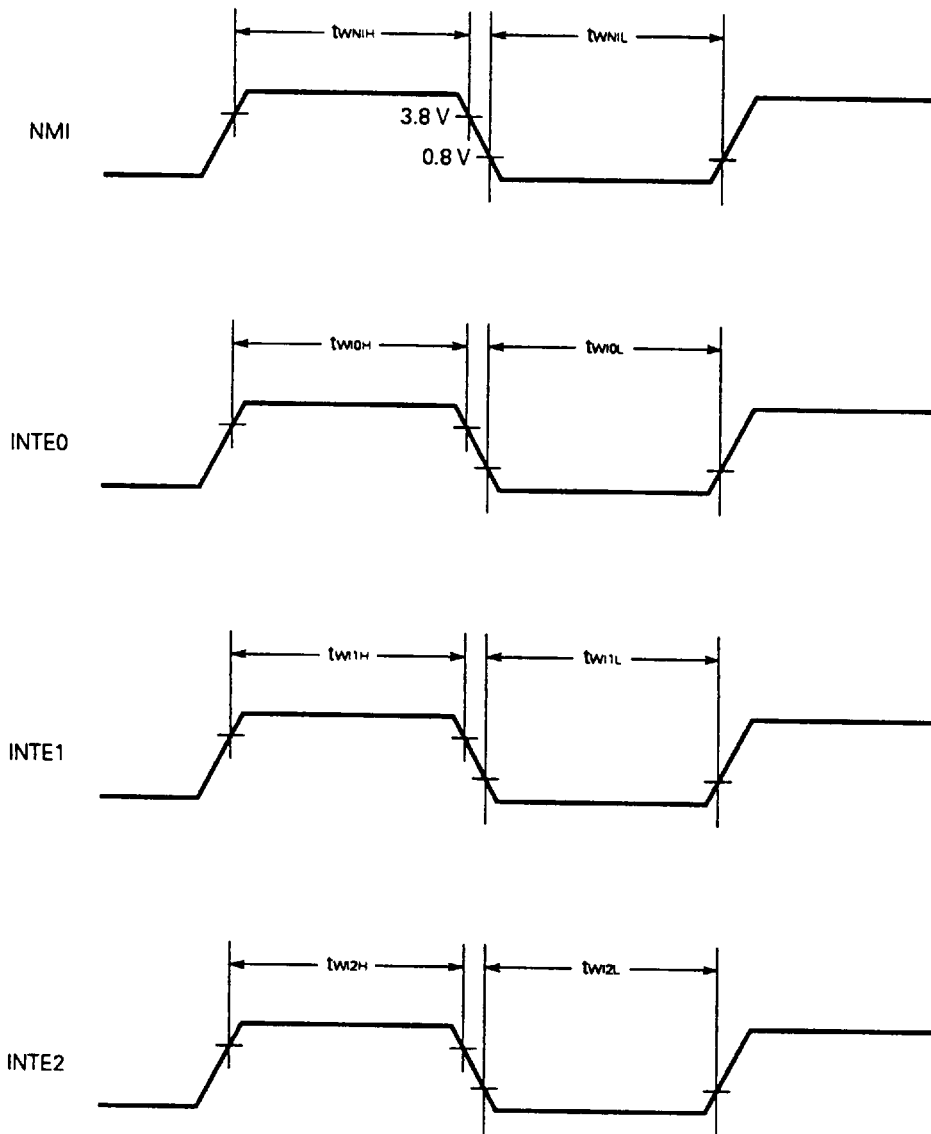 tWNIH tWNIL
NMI
3.8 V
0.8 V
tWI0H tWI0L
INTE0
tWI1H tWI1L
INTE1
tWI2H tWI2L
INTE2